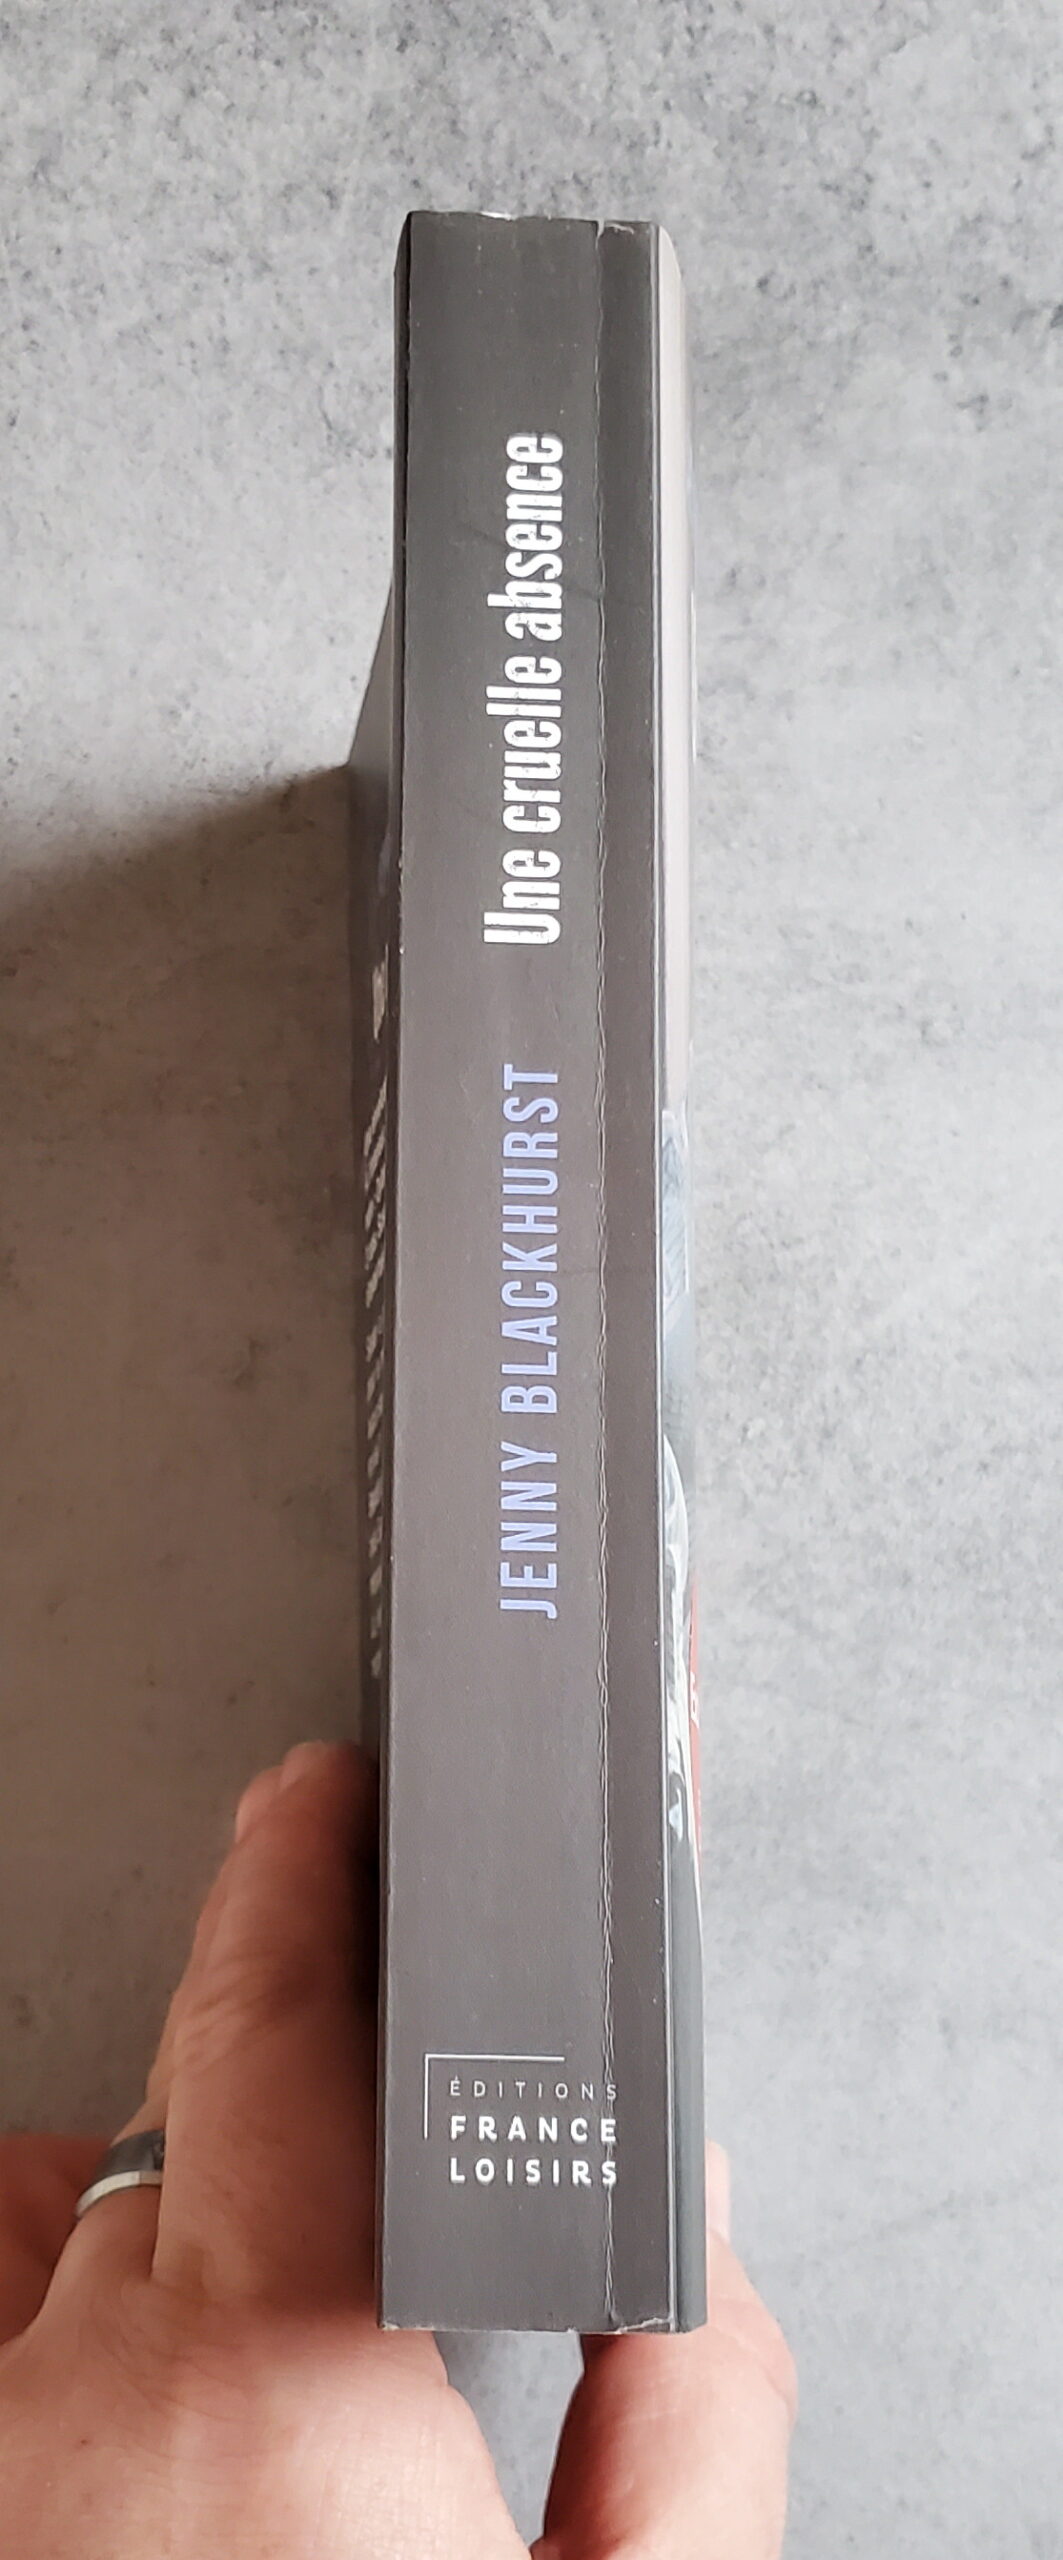 Une cruelle absence
JENNY BLACKHURST
ÉDITIONS
FRANCE
LOISIRS